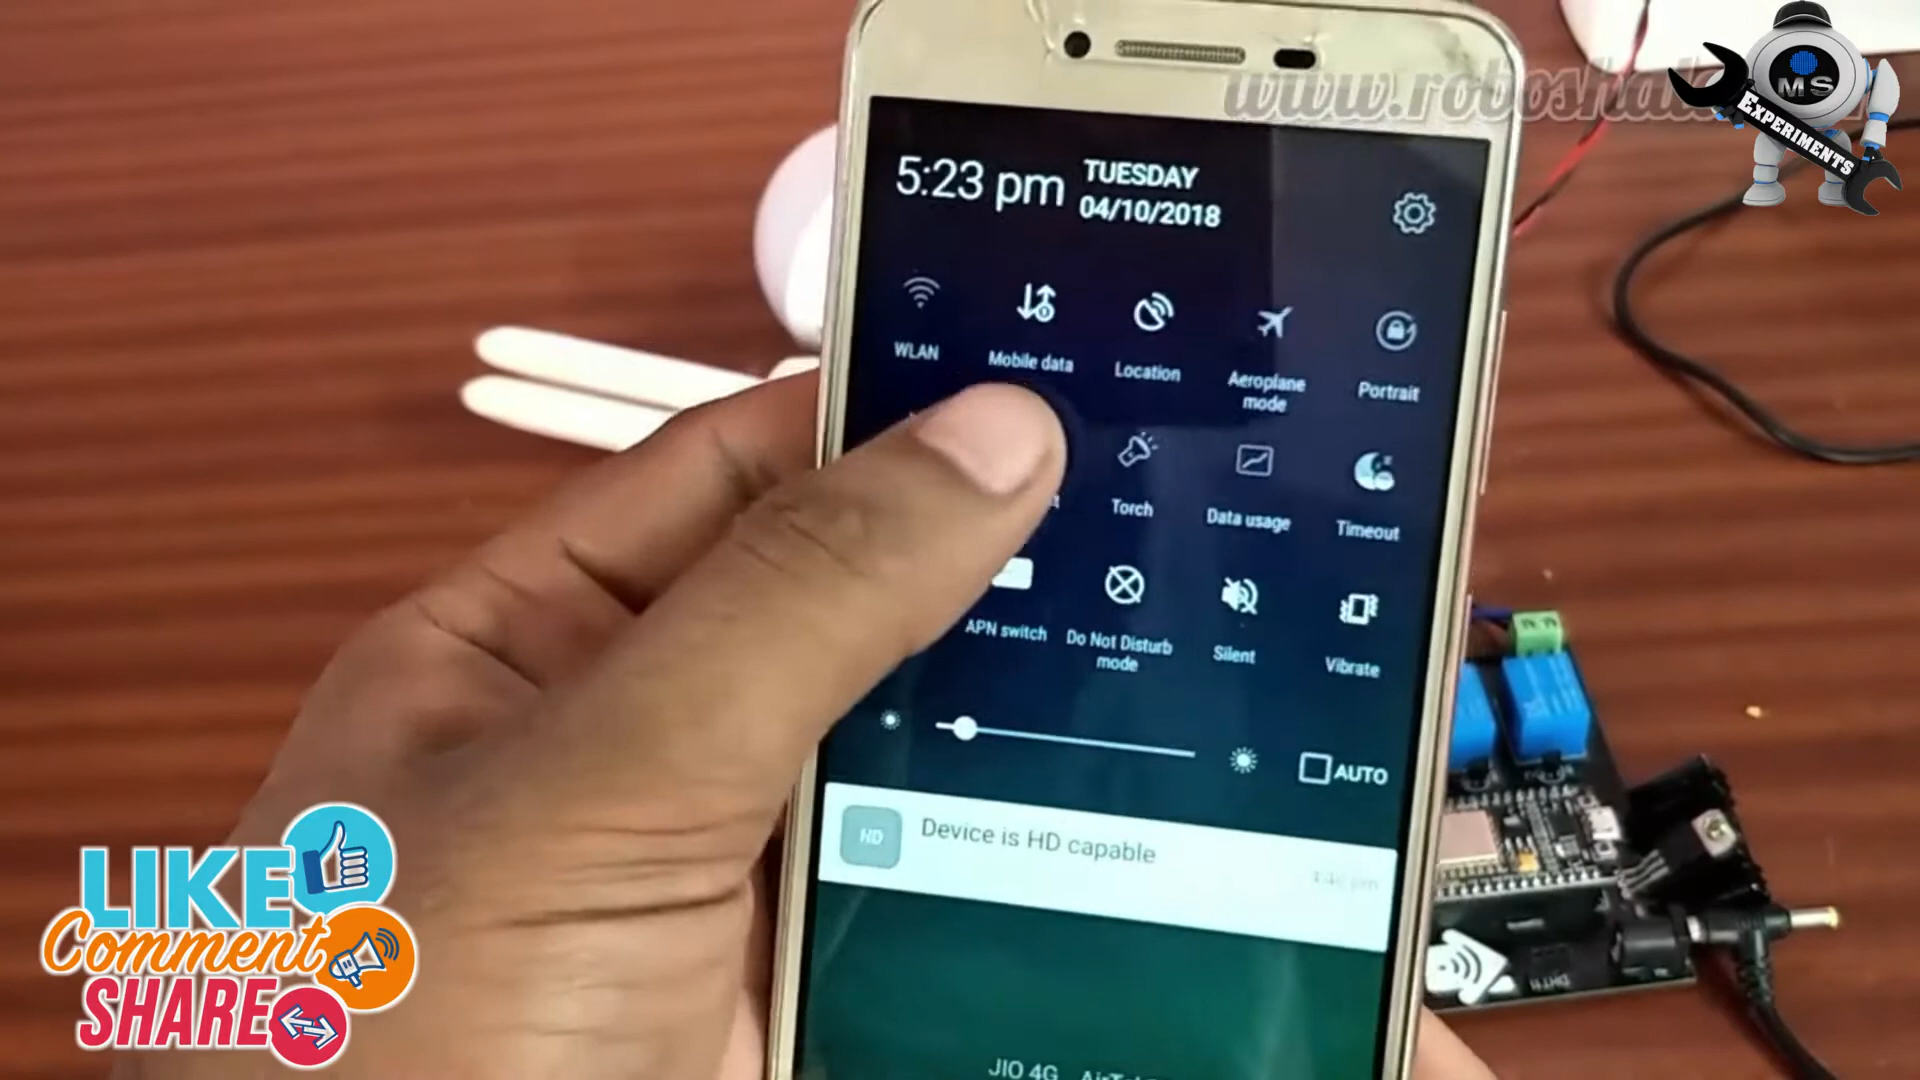 www.robosha
MS
EXPERIMENTS
5:23 pm
TUESDAY
04/10/2018
WLAN
Mobile data
Location
Aeroplane
mode
Portrait
Torch
Data usage
Timeout
APN switch
Do Not Disturb
mode
Silent
Vibrate
AUTO
HD
Device is HD capable
JIO 4G
DHT11
LIKE
Comment
SHARE